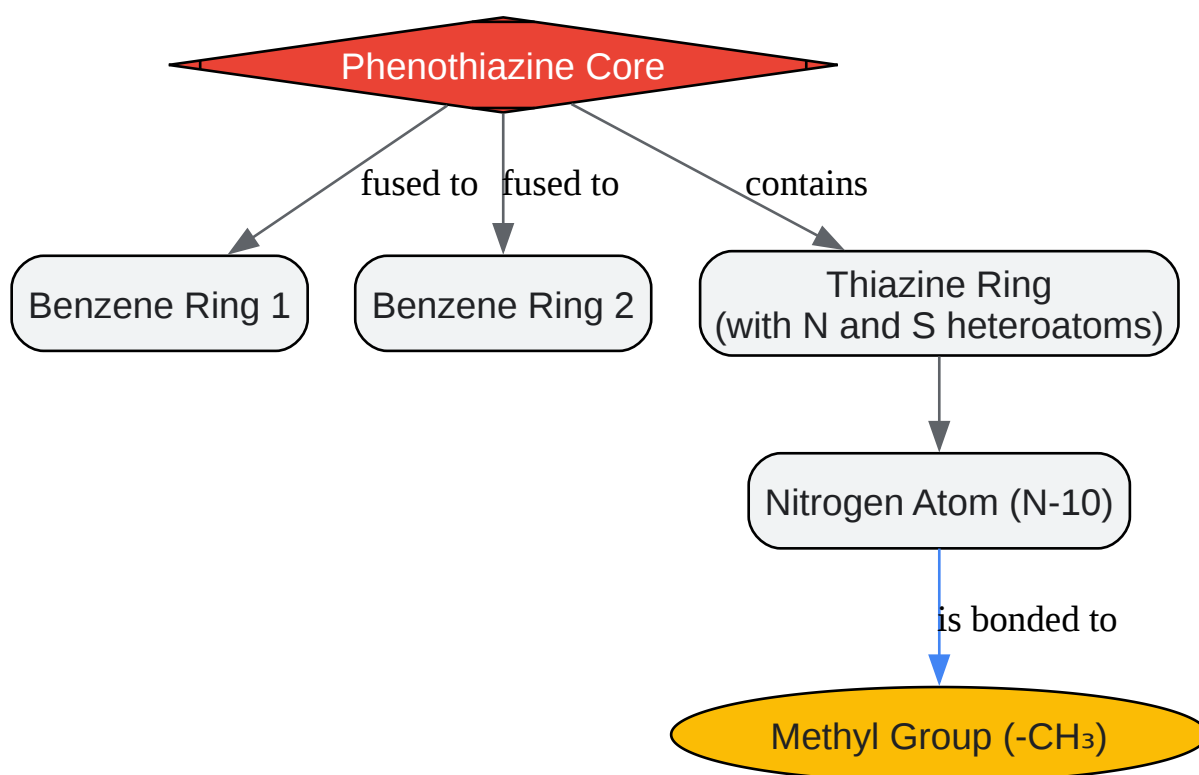 Phenothiazine Core
fused to
fused to
contains
Benzene Ring 1
Benzene Ring 2
Thiazine Ring
(with N and S heteroatoms)
Nitrogen Atom (N-10)
is bonded to
Methyl Group (-CH₃)